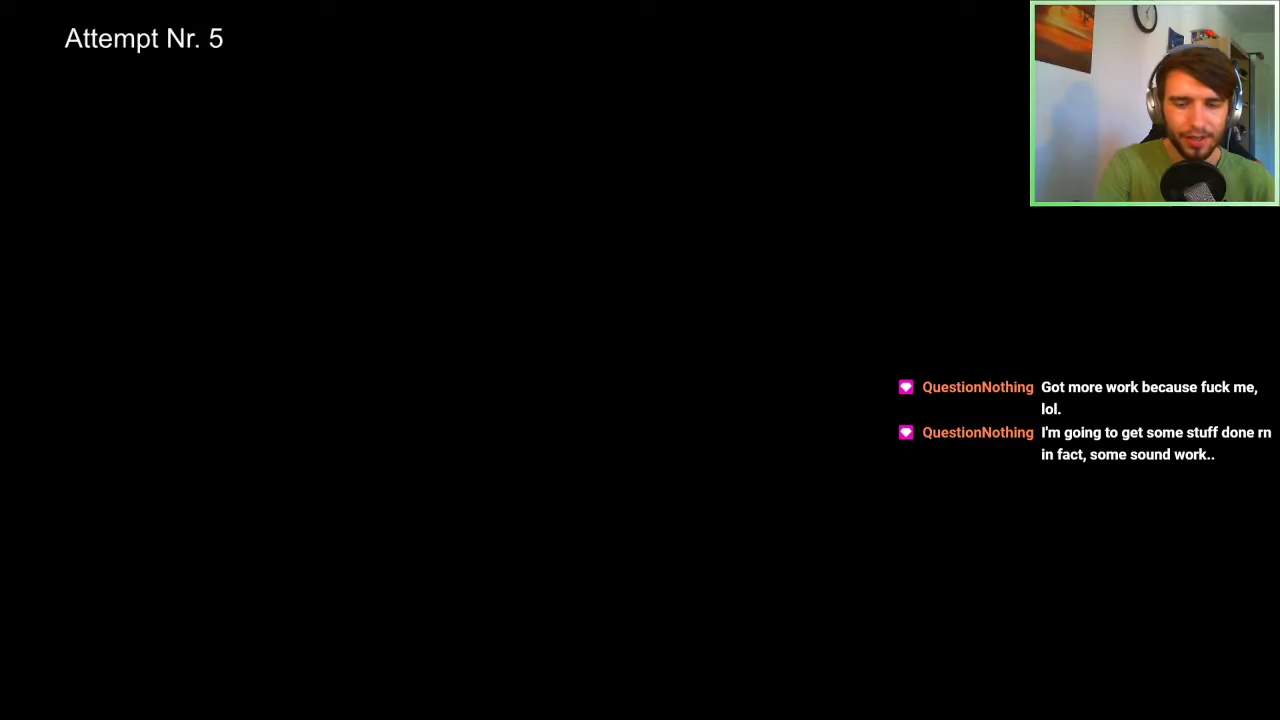 Attempt Nr. 5
QuestionNothing Got more work because fuck me,
lol.
QuestionNothing I'm going to get some stuff done rn
in fact, some sound work..